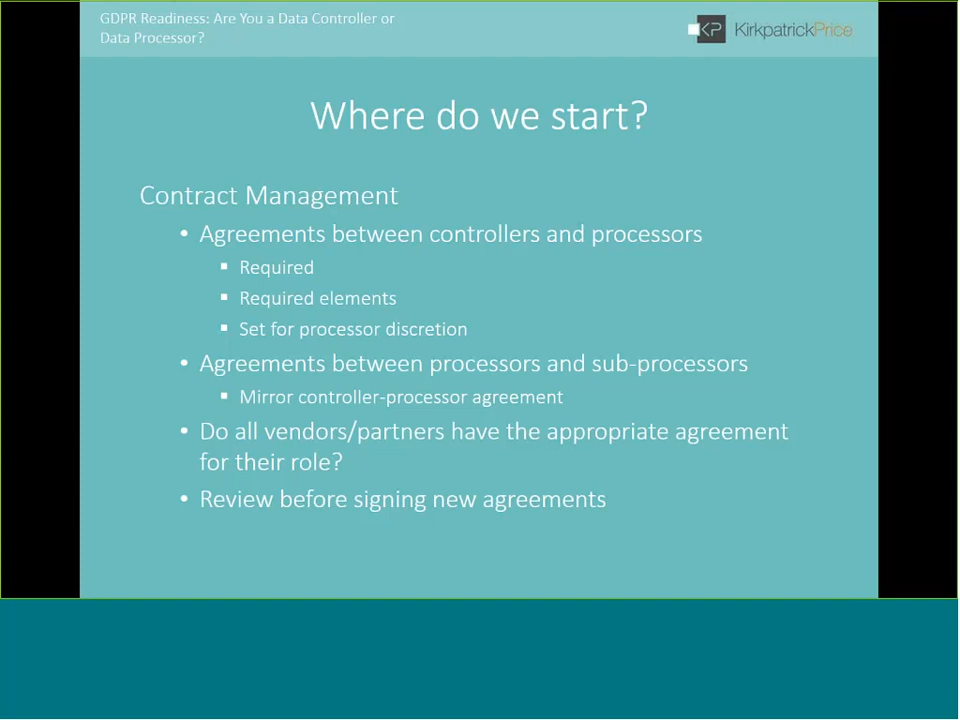 GDPR Readiness: Are You a Data Controller or
Data Processor?
KP KirkpatrickPrice
Where do we start?
Contract Management
• Agreements between controllers and processors
▪ Required
▪ Required elements
▪ Set for processor discretion
• Agreements between processors and sub-processors
▪ Mirror controller-processor agreement
• Do all vendors/partners have the appropriate agreement
for their role?
• Review before signing new agreements